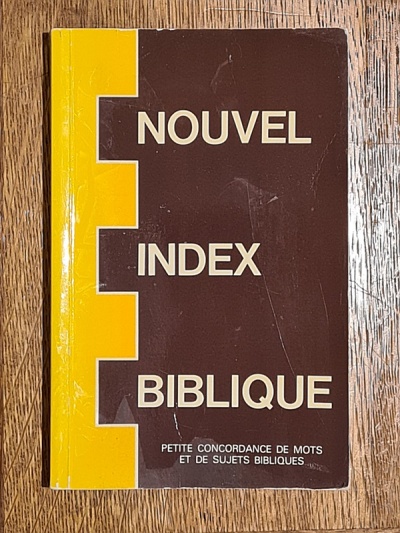 NOUVEL
INDEX
BIBLIQUE
PETITE CONCORDANCE DE MOTS
ET DE SUJETS BIBLIQUES